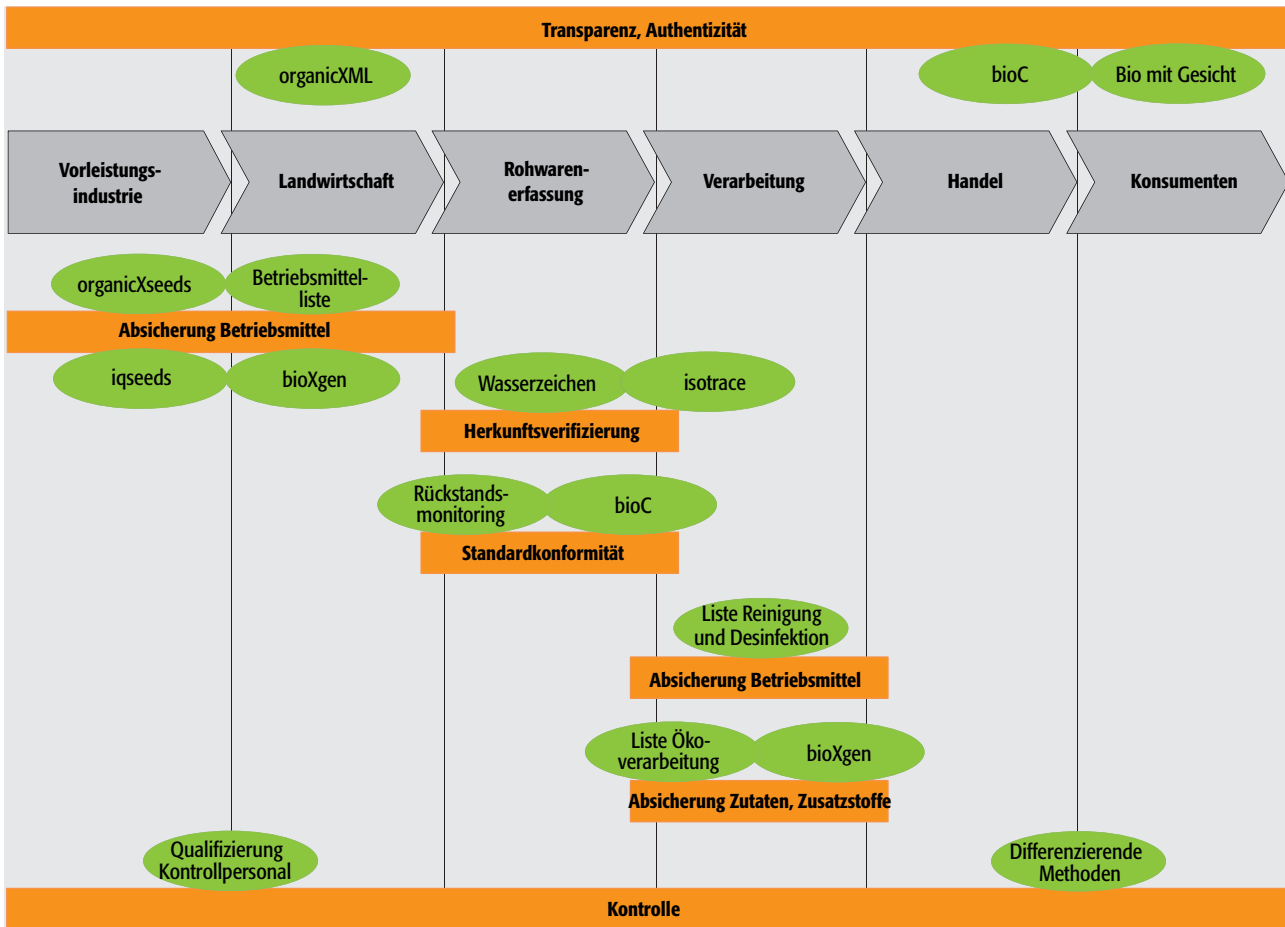 Transparenz, Authentizität
organicXML
bioC
Bio mit Gesicht
Vorleistungs-
industrie
Landwirtschaft
Rohwaren-
erfassung
Verarbeitung
Handel
Konsumenten
organicXseeds
Betriebsmittel-
liste
Absicherung Betriebsmittel
iqseeds
bioXgen
Wasserzeichen
isotrace
Herkunftsverifizierung
Rückstands-
monitoring
bioC
Standardkonformität
Liste Reinigung
und Desinfektion
Absicherung Betriebsmittel
Liste Öko-
verarbeitung
bioXgen
Absicherung Zutaten, Zusatzstoffe
Qualifizierung
Kontrollpersonal
Differenzierende
Methoden
Kontrolle